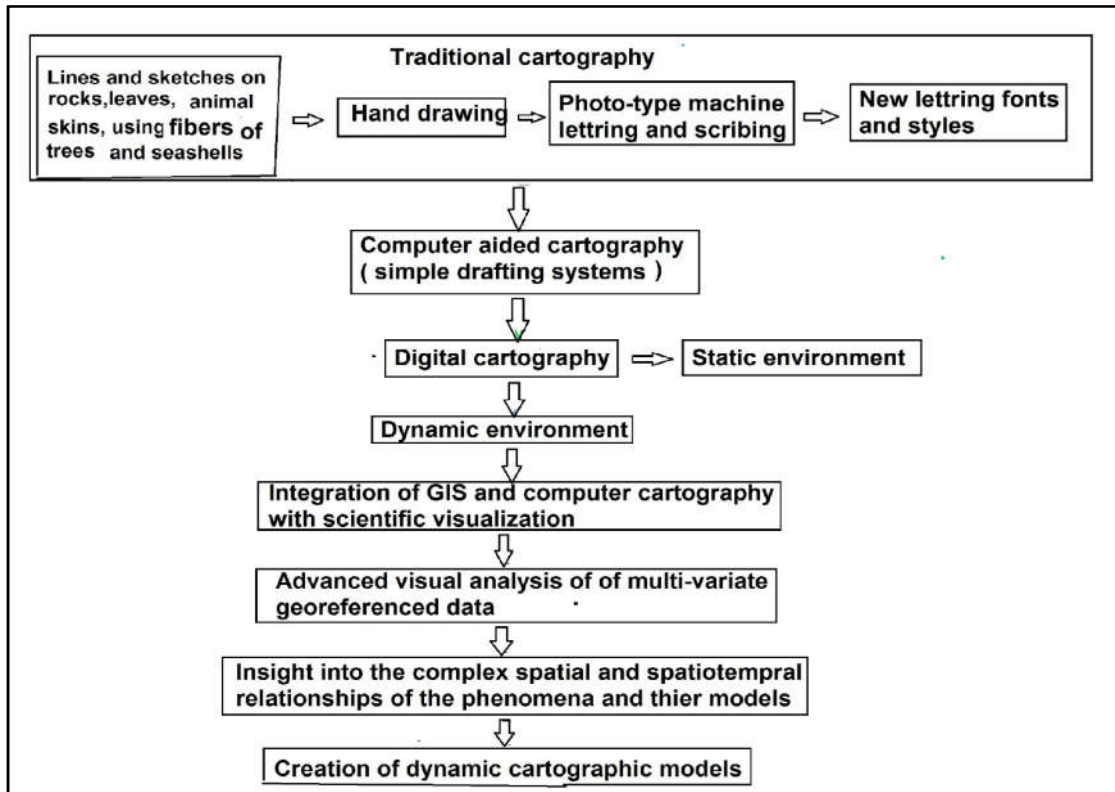 Traditional cartography
Lines and sketches on
rocks,leaves, animal
skins, using fibers of
trees and seashells
Hand drawing
Photo-type machine
lettring and scribing
New lettring fonts
and styles
Computer aided cartography
( simple drafting systems )
Digital cartography
Static environment
Dynamic environment
Integration of GIS and computer cartography
with scientific visualization
Advanced visual analysis of of multi-variate
georeferenced data
Insight into the complex spatial and spatiotempral
relationships of the phenomena and thier models
Creation of dynamic cartographic models